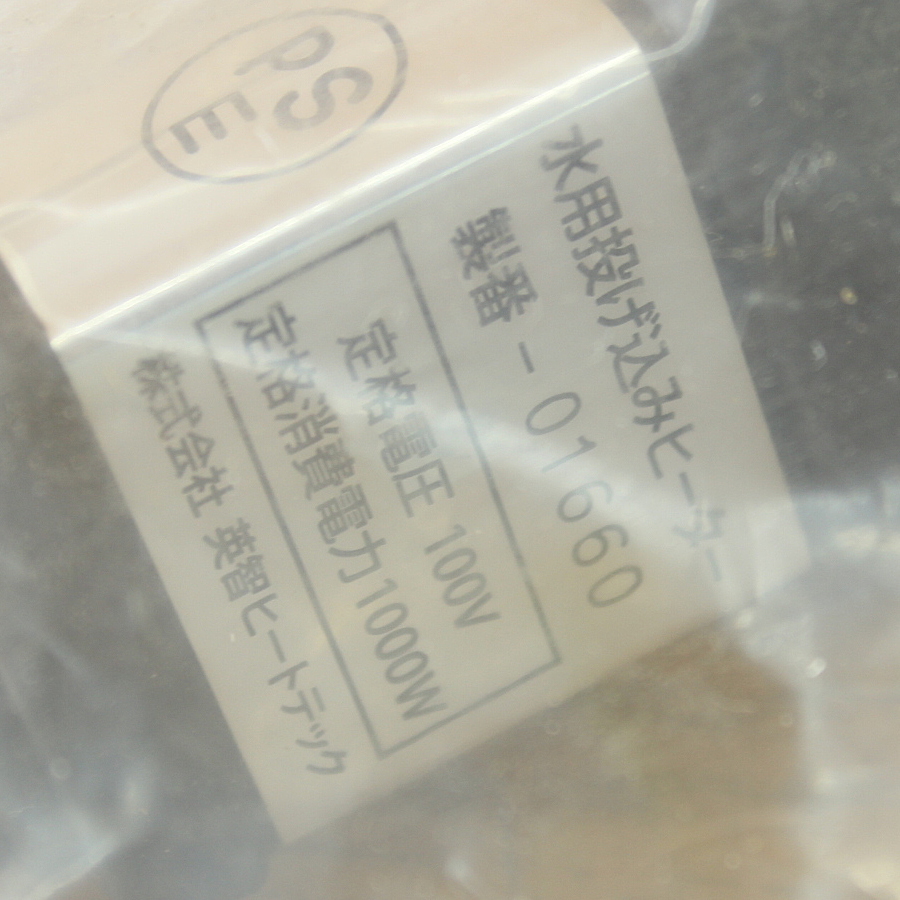 PSE
水用投げ込みヒーター
製番－01660
定格電圧 100V
定格消費電力1000W
株式会社 英智ヒートテック